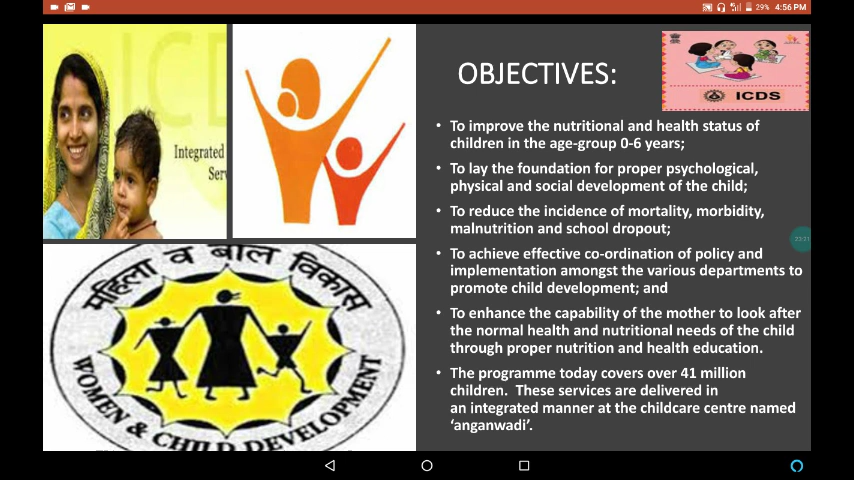 29% 4:56 PM
ICD
Integrated
Ser
महिला व बाल विकास
WOMEN & CHILD DEVELOPMENT
OBJECTIVES:
ICDS
• To improve the nutritional and health status of
children in the age-group 0-6 years;
• To lay the foundation for proper psychological,
physical and social development of the child;
• To reduce the incidence of mortality, morbidity,
malnutrition and school dropout;
• To achieve effective co-ordination of policy and
implementation amongst the various departments to
promote child development; and
• To enhance the capability of the mother to look after
the normal health and nutritional needs of the child
through proper nutrition and health education.
• The programme today covers over 41 million
children. These services are delivered in
an integrated manner at the childcare centre named
‘anganwadi’.